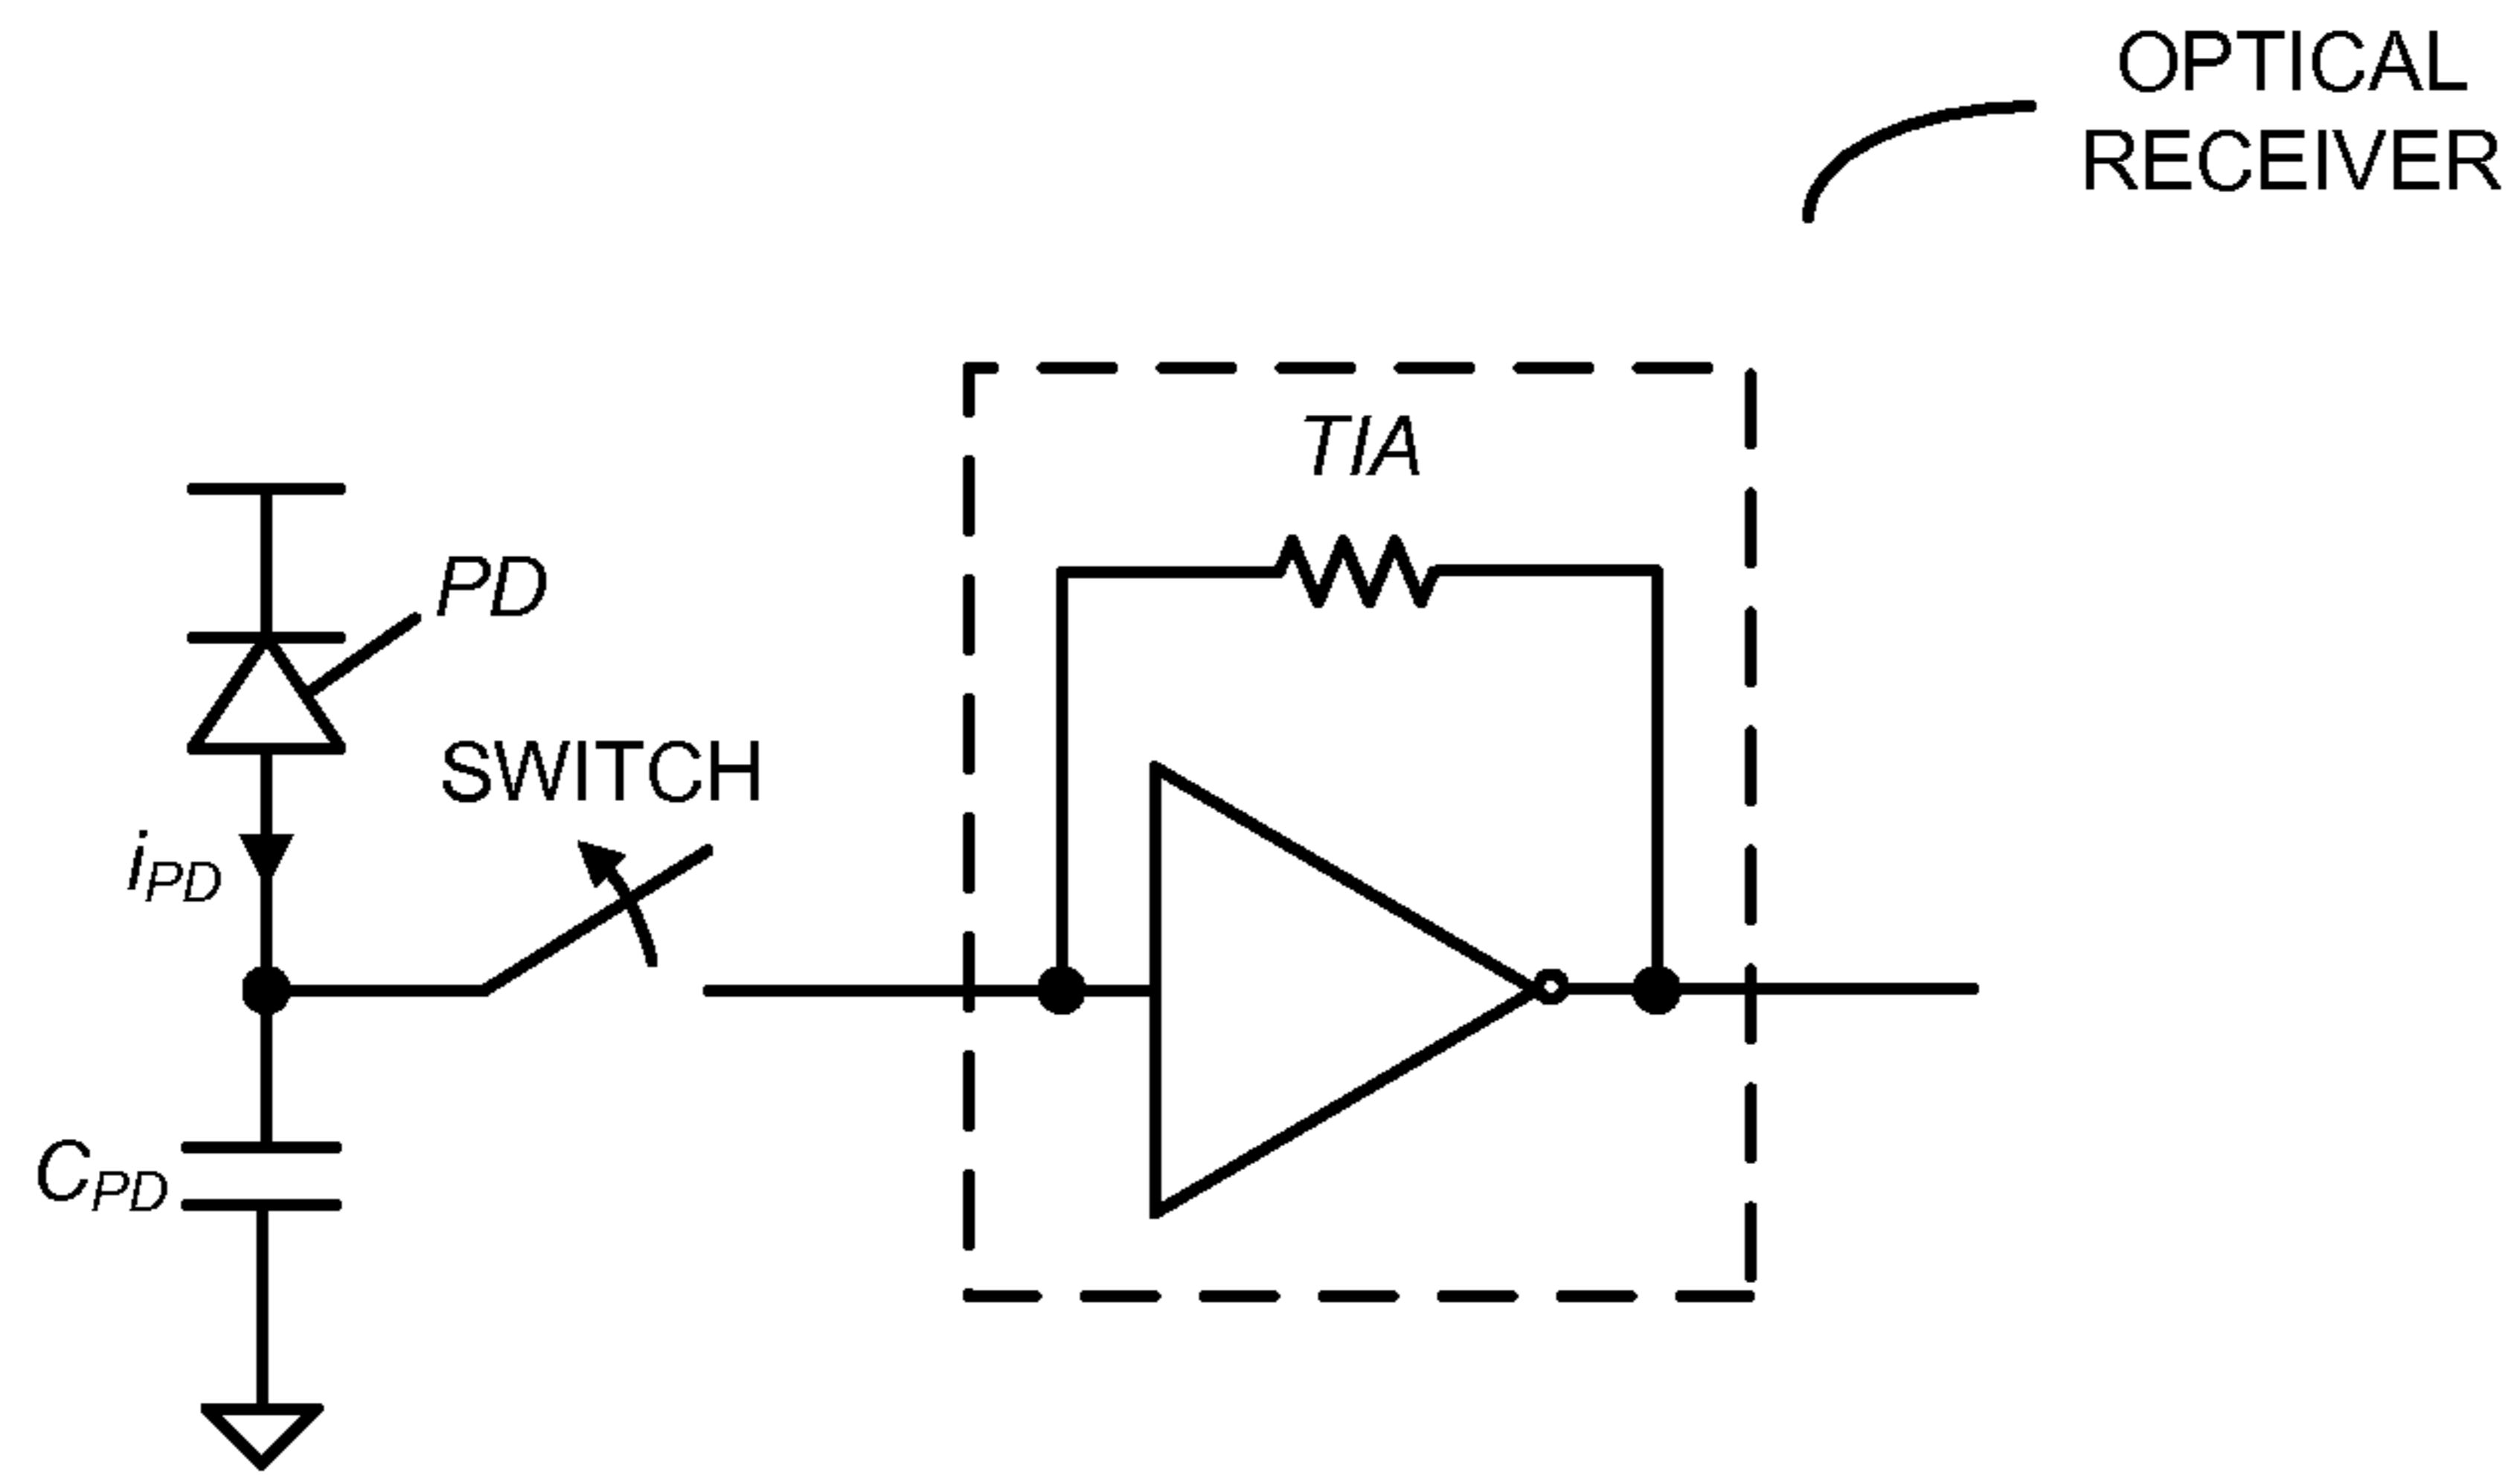 OPTICAL
RECEIVER
TIA
PD
SWITCH
iPD
CPD